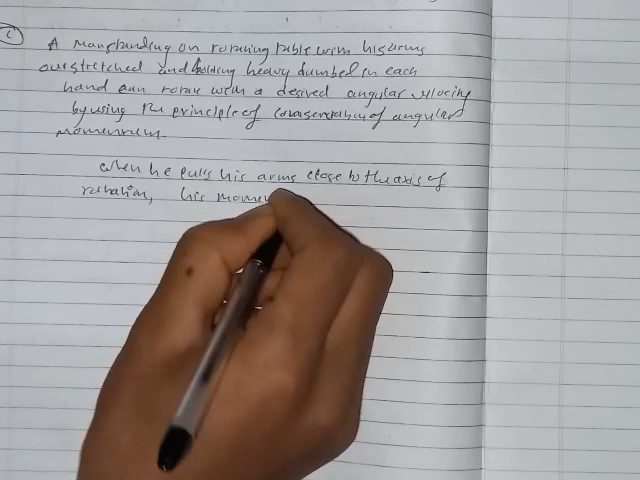 c
A man standing on rotating table with his arms
outstretched and holding heavy dumbel in each
hand can rotate with a desired angular velocity
by using the principle of conservation of angular
momentum.
when he pulls his arms close to the axis of
rotation, his mome